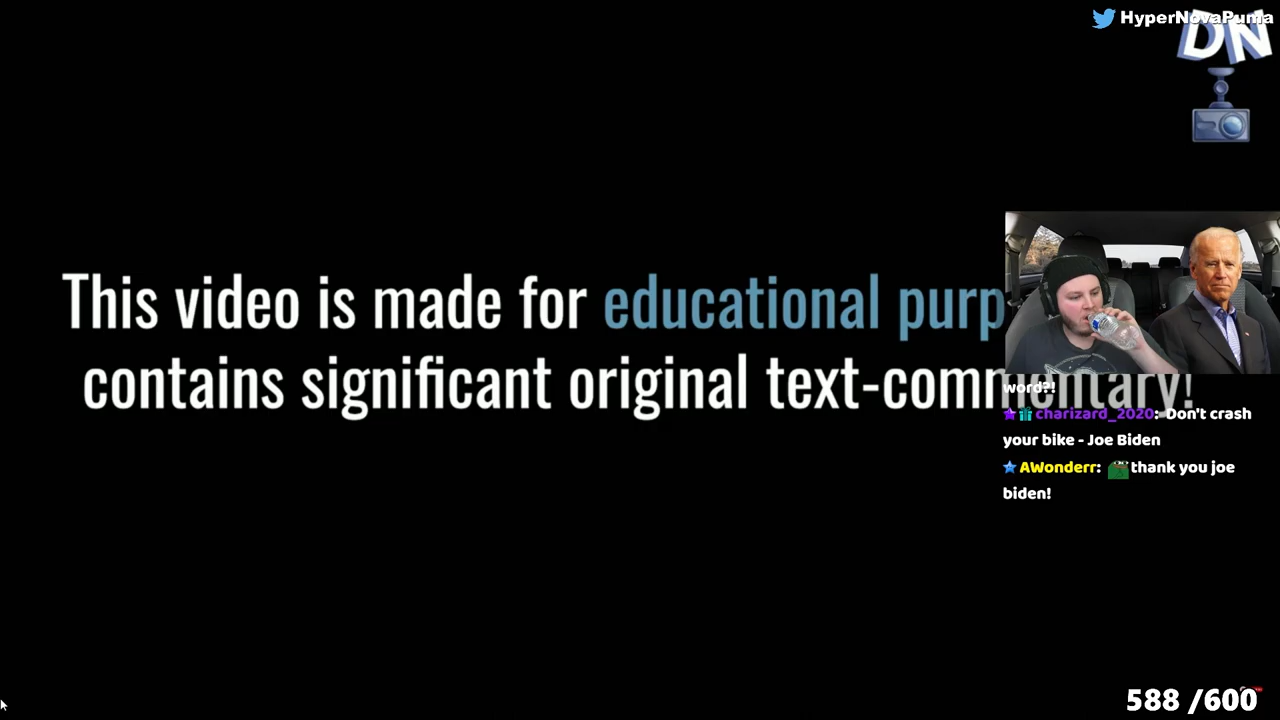 HyperNovaPuma
DN
This video is made for educational purp
contains significant original text-commentary!
word?!
charizard_2020: Don't crash
your bike - Joe Biden
AWonderr: thank you joe
biden!
588 /600